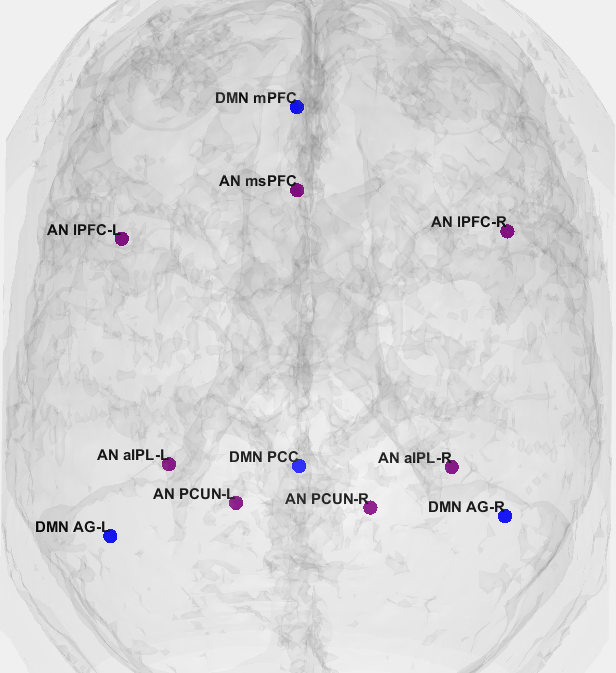 DMN mPFC
AN msPFC
AN lPFC-L
AN lPFC-R
AN aIPL-L
DMN PCC
AN aIPL-R
AN PCUN-L
AN PCUN-R
DMN AG-R
DMN AG-L